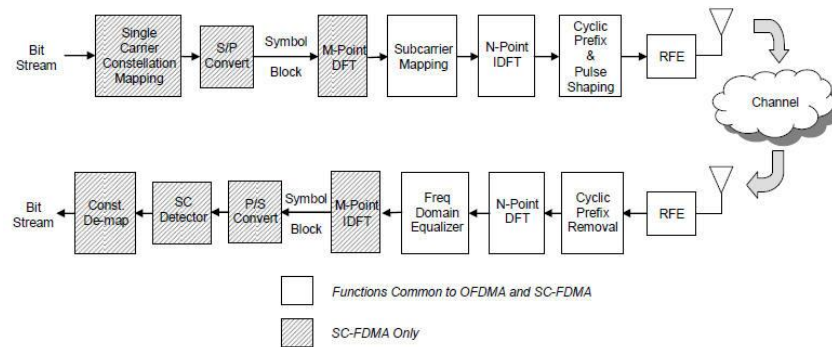 Bit
Stream
Single
Carrier
Constellation
Mapping
S/P
Convert
Symbol
Block
M-Point
DFT
Subcarrier
Mapping
N-Point
IDFT
Cyclic
Prefix
&
Pulse
Shaping
RFE
Channel
Bit
Stream
Const.
De-map
SC
Detector
P/S
Convert
Symbol
Block
M-Point
IDFT
Freq
Domain
Equalizer
N-Point
DFT
Cyclic
Prefix
Removal
RFE
Functions Common to OFDMA and SC-FDMA
SC-FDMA Only